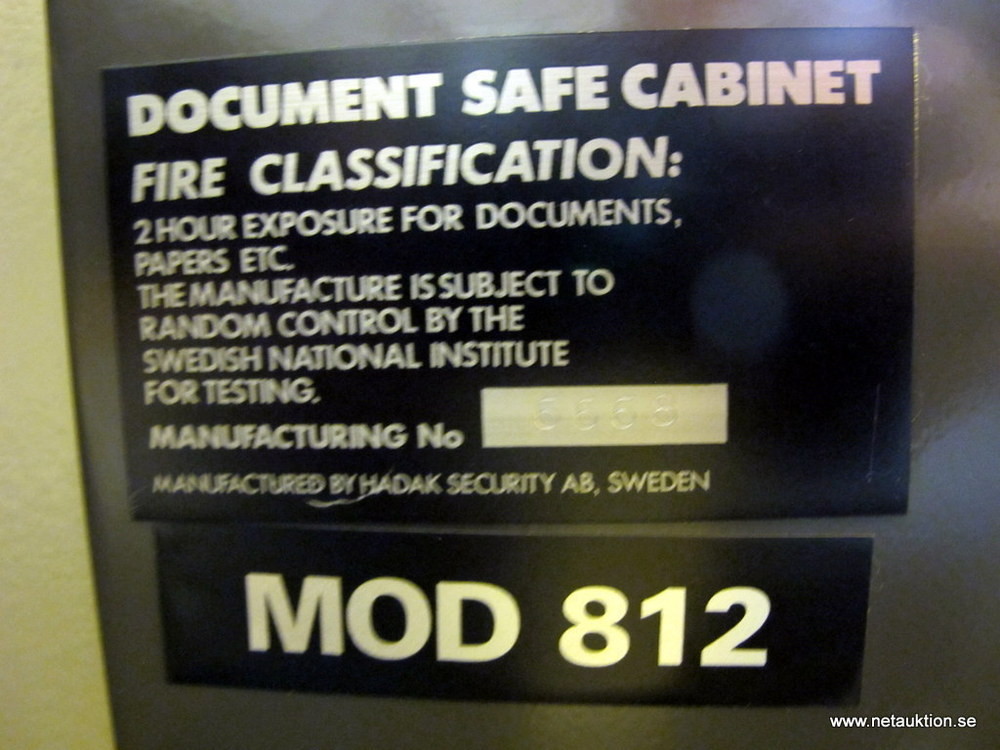 DOCUMENT SAFE CABINET
FIRE CLASSIFICATION:
2 HOUR EXPOSURE FOR DOCUMENTS,
PAPERS ETC.
THE MANUFACTURE IS SUBJECT TO
RANDOM CONTROL BY THE
SWEDISH NATIONAL INSTITUTE
FOR TESTING.
MANUFACTURING No
MANUFACTURED BY HADAK SECURITY AB, SWEDEN
MOD 812
www.netauktion.se